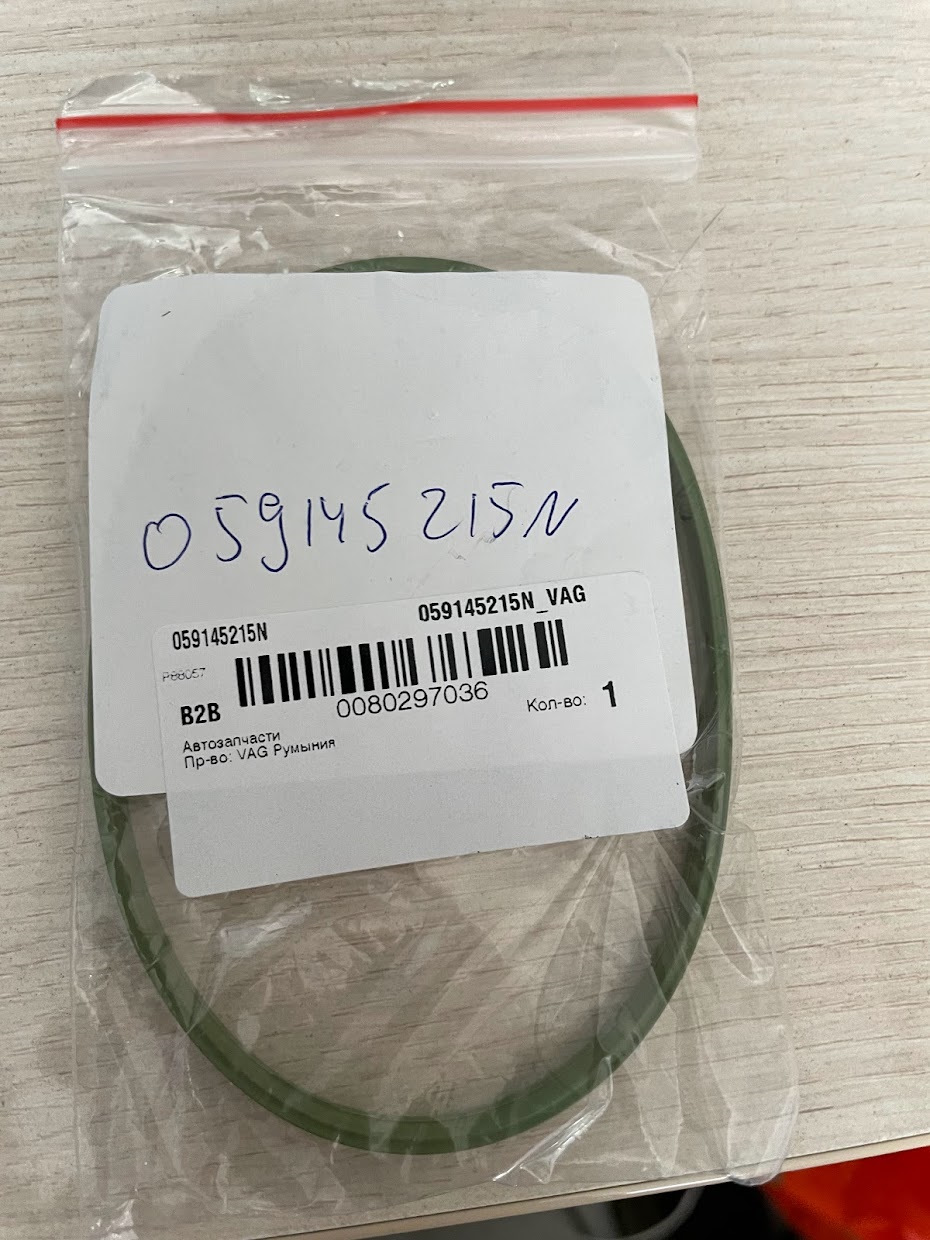 059145215N
059145215N 059145215N_VAG
P88057
B2B 0080297036 Кол-во: 1
Автозапчасти
Пр-во: VAG Румыния